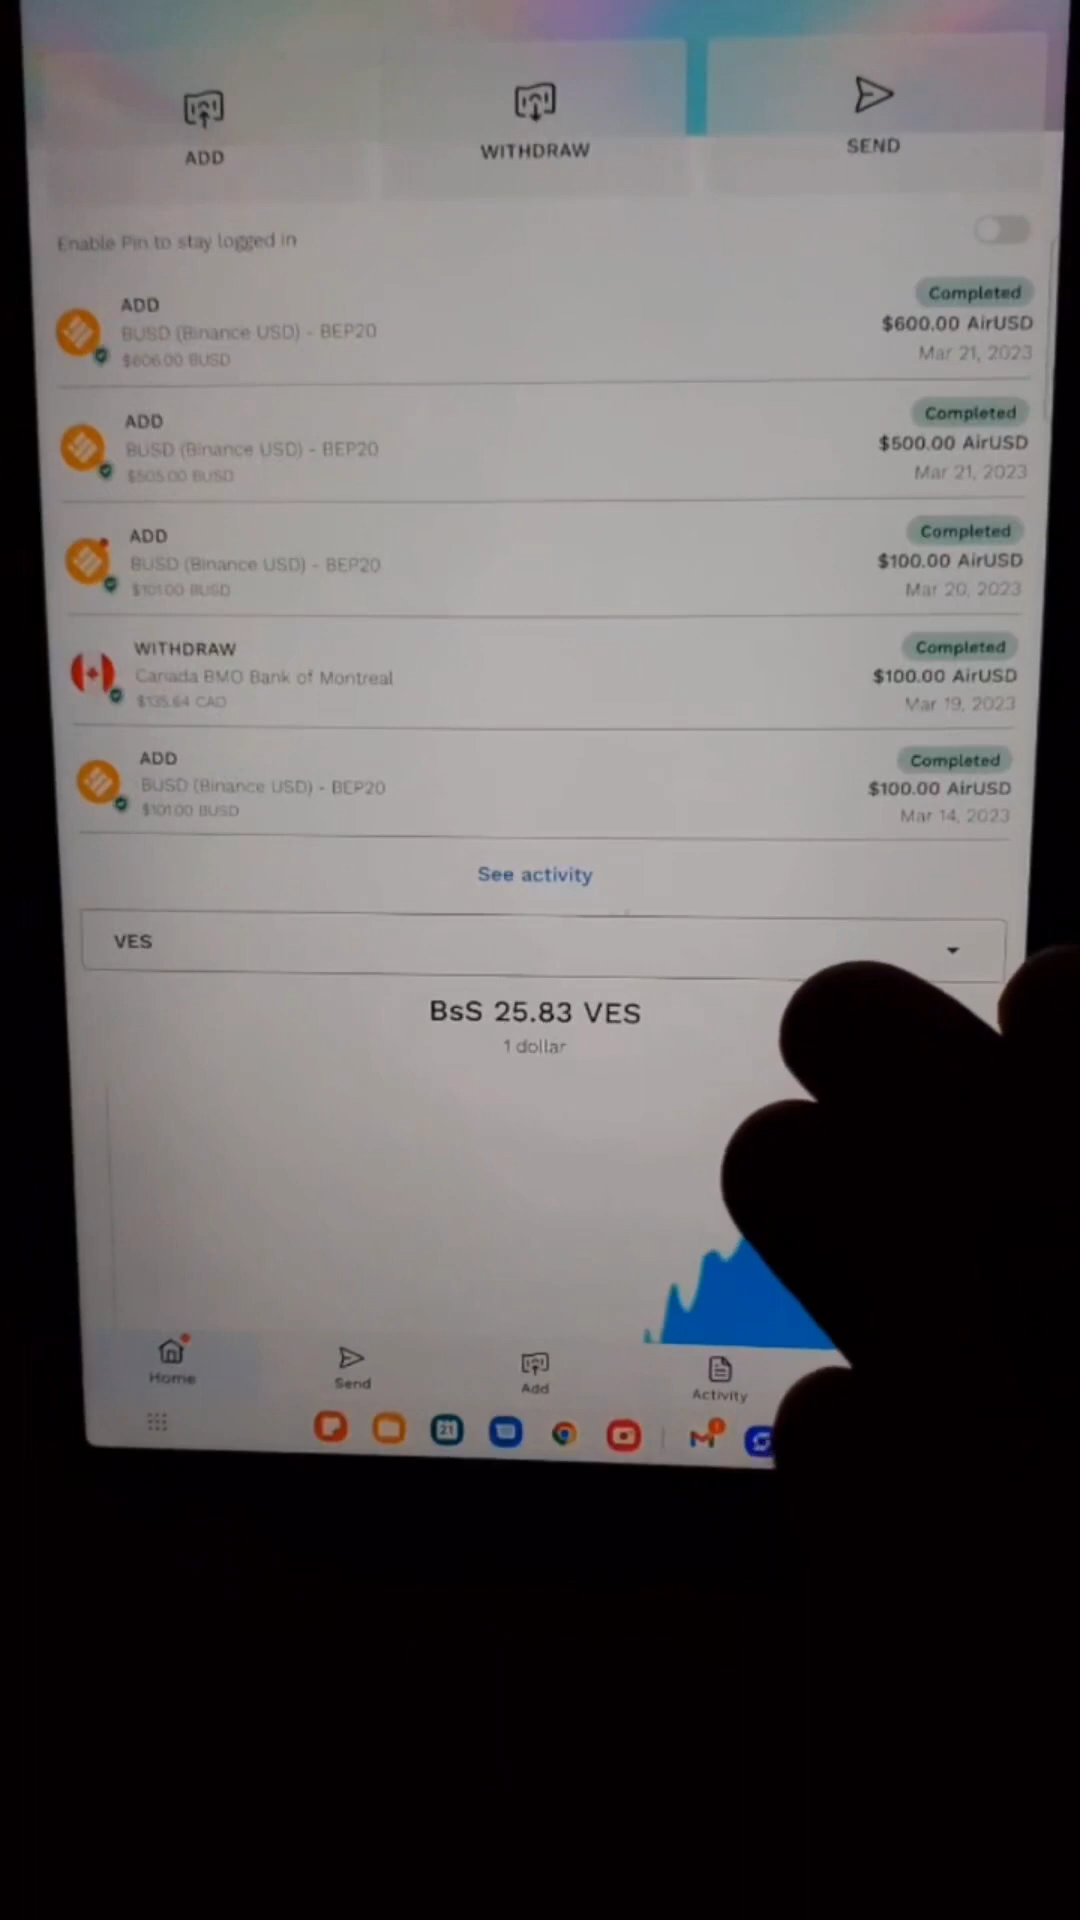 ADD
WITHDRAW
SEND
Enable Pin to stay logged in
ADD
BUSD (Binance USD) - BEP20
$606.00 BUSD
Completed
$600.00 AirUSD
Mar 21, 2023
ADD
BUSD (Binance USD) - BEP20
$505.00 BUSD
Completed
$500.00 AirUSD
Mar 21, 2023
ADD
BUSD (Binance USD) - BEP20
$101.00 BUSD
Completed
$100.00 AirUSD
Mar 20, 2023
WITHDRAW
Canada BMO Bank of Montreal
$135.64 CAD
Completed
$100.00 AirUSD
Mar 19, 2023
ADD
BUSD (Binance USD) - BEP20
$101.00 BUSD
Completed
$100.00 AirUSD
Mar 14, 2023
See activity
VES
BsS 25.83 VES
1 dollar
Home
Send
Add
Activity
21